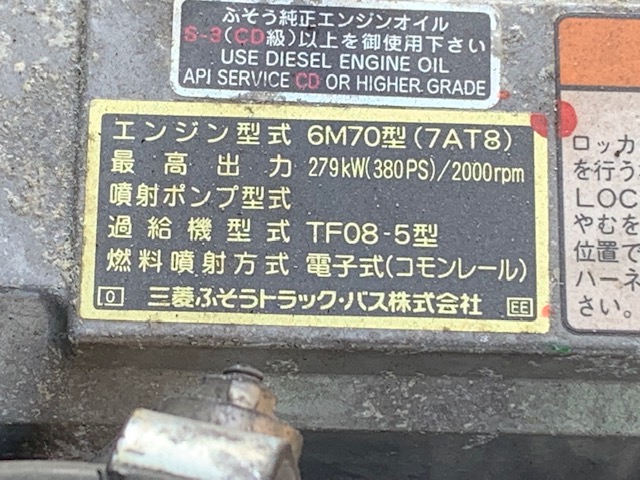 ふそう純正エンジンオイル
S-3(CD級)以上を御使用下さい
USE DIESEL ENGINE OIL
API SERVICE CD OR HIGHER GRADE
エンジン型式 6M70型(7AT8)
最高出力 279kW(380PS)/2000rpm
噴射ポンプ型式
過給機型式 TF08-5型
燃料噴射方式 電子式(コモンレール)
O 三菱ふそうトラック・バス株式会社 EE
ロッカ
を行う
LOC
やむを
位置で
ハーネ
さい。